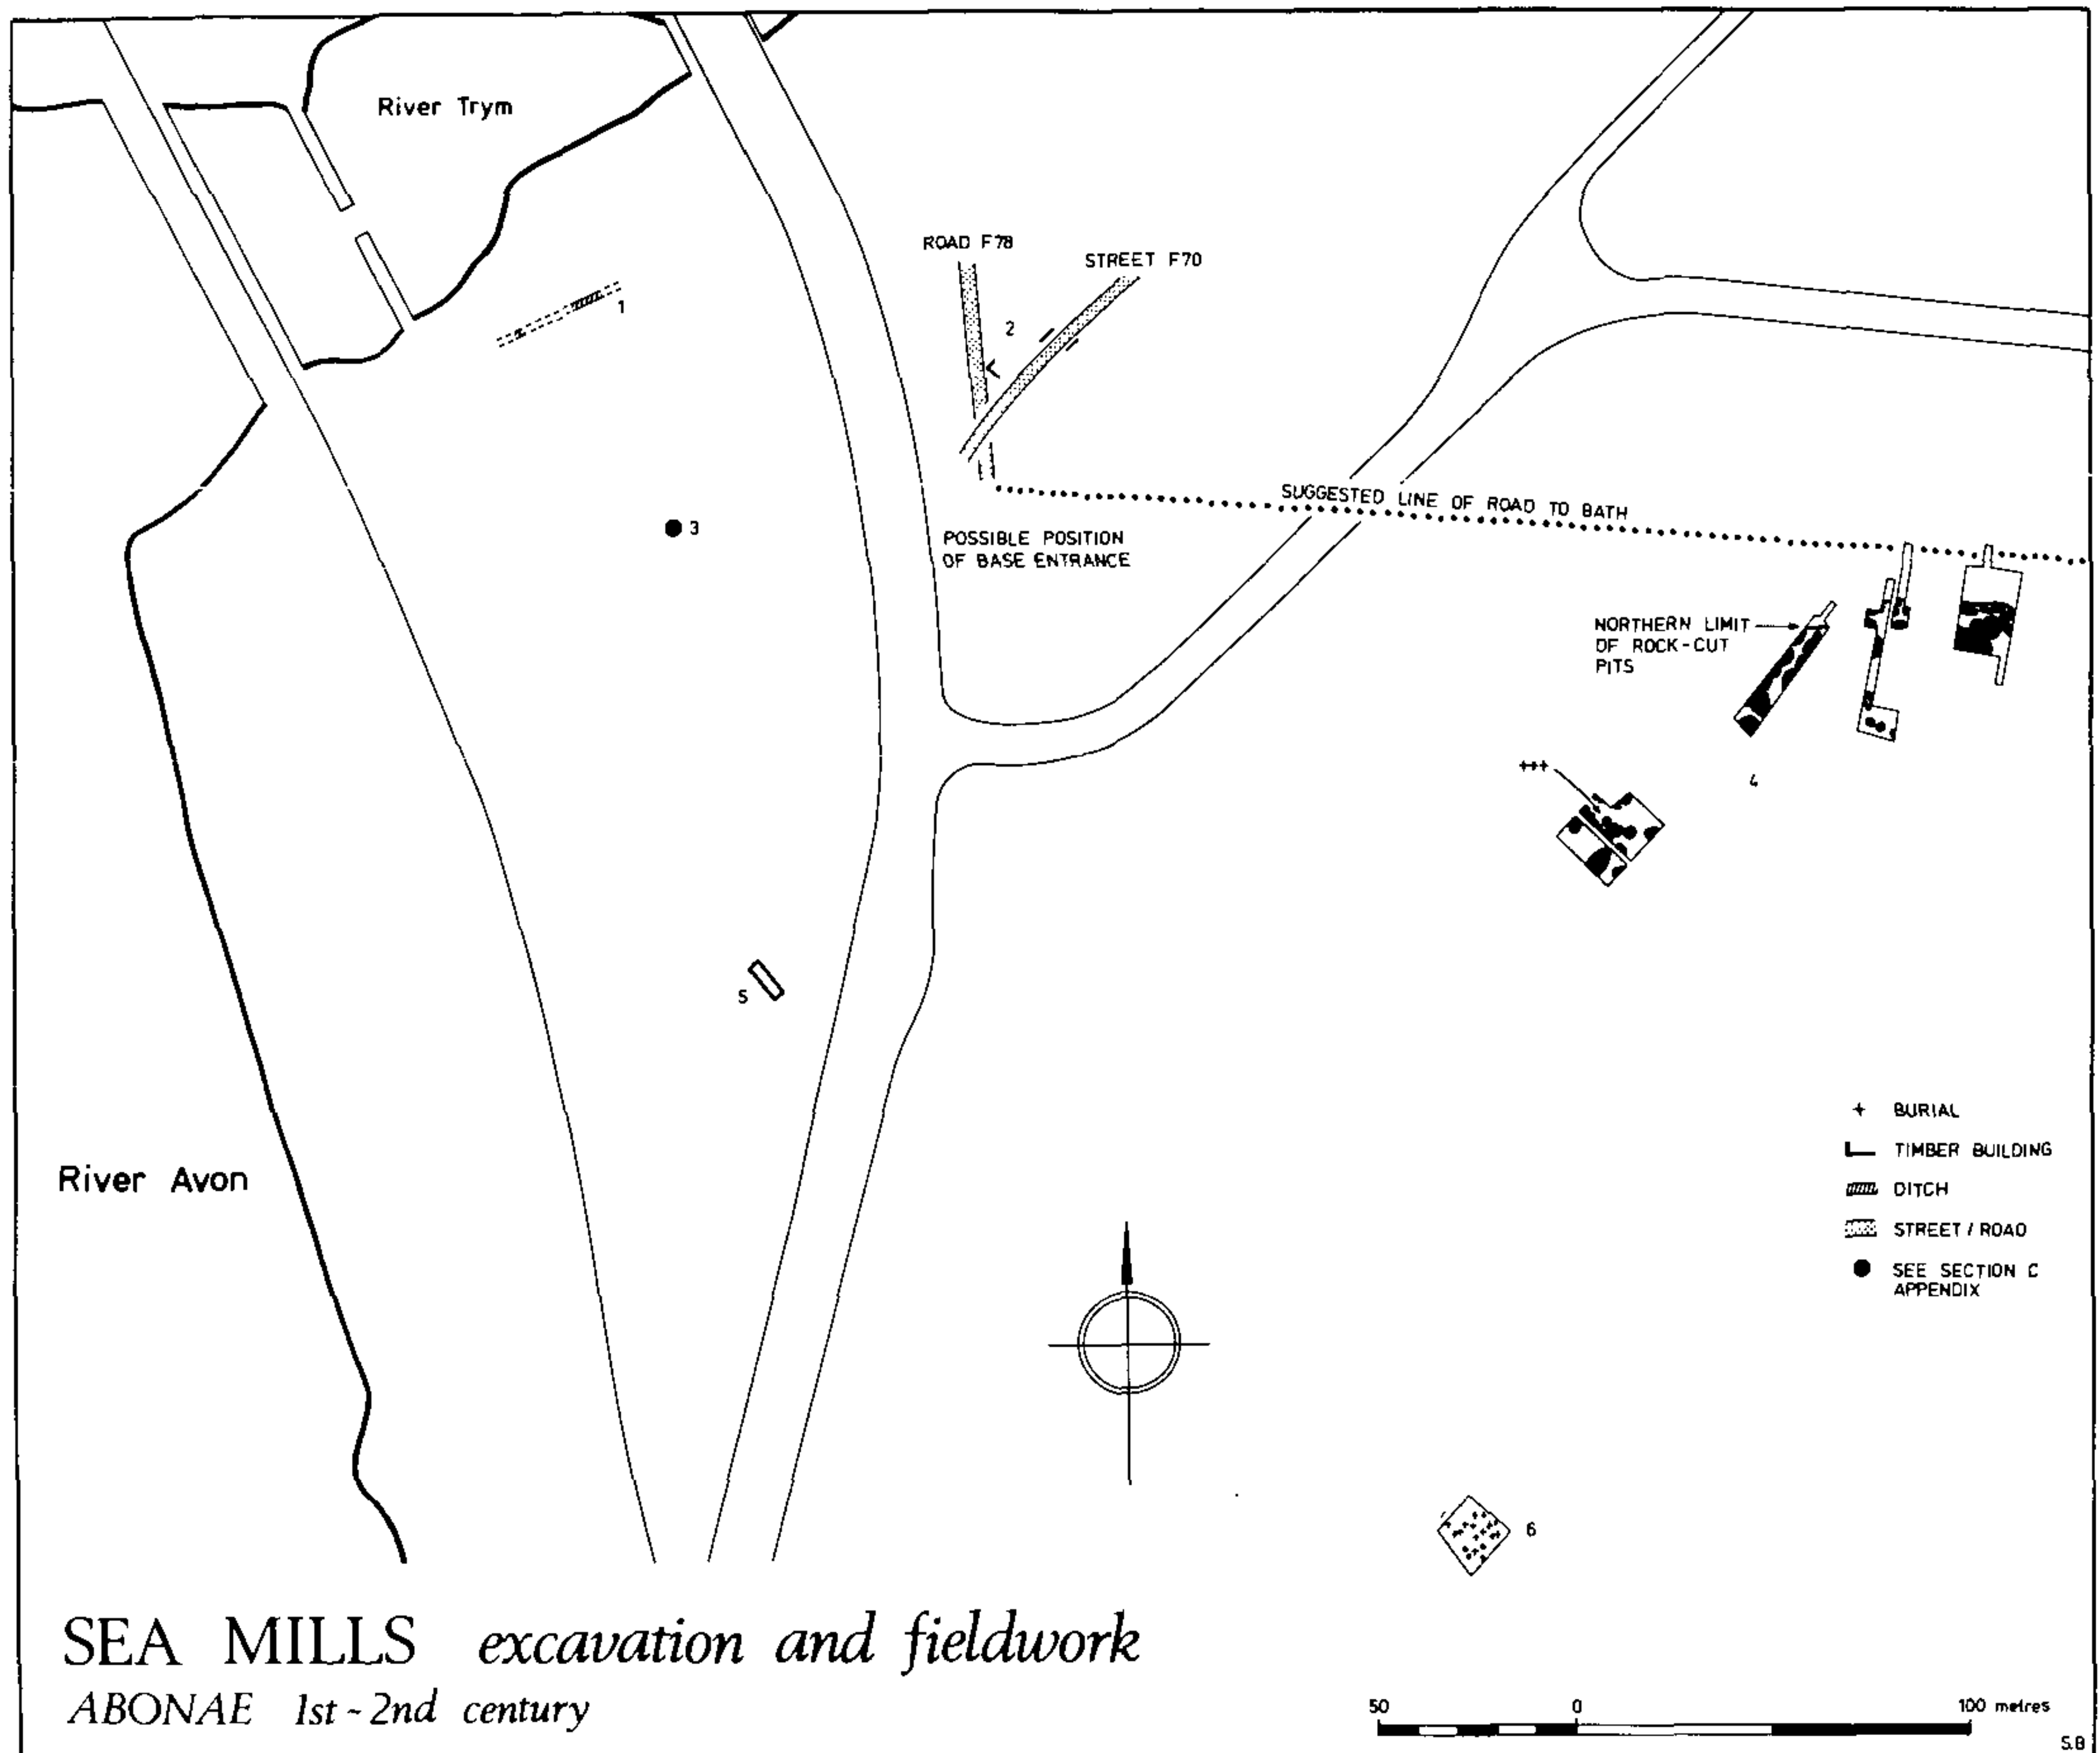 River Trym
ROAD F78
STREET F70
1
2
SUGGESTED LINE OF ROAD TO BATH
3
POSSIBLE POSITION
OF BASE ENTRANCE
NORTHERN LIMIT
OF ROCK-CUT
PITS
4
5
BURIAL
TIMBER BUILDING
DITCH
STREET / ROAD
SEE SECTION C
APPENDIX
River Avon
6
SEA MILLS excavation and fieldwork
ABONAE 1st ~ 2nd century
50 0 100 metres
S.B